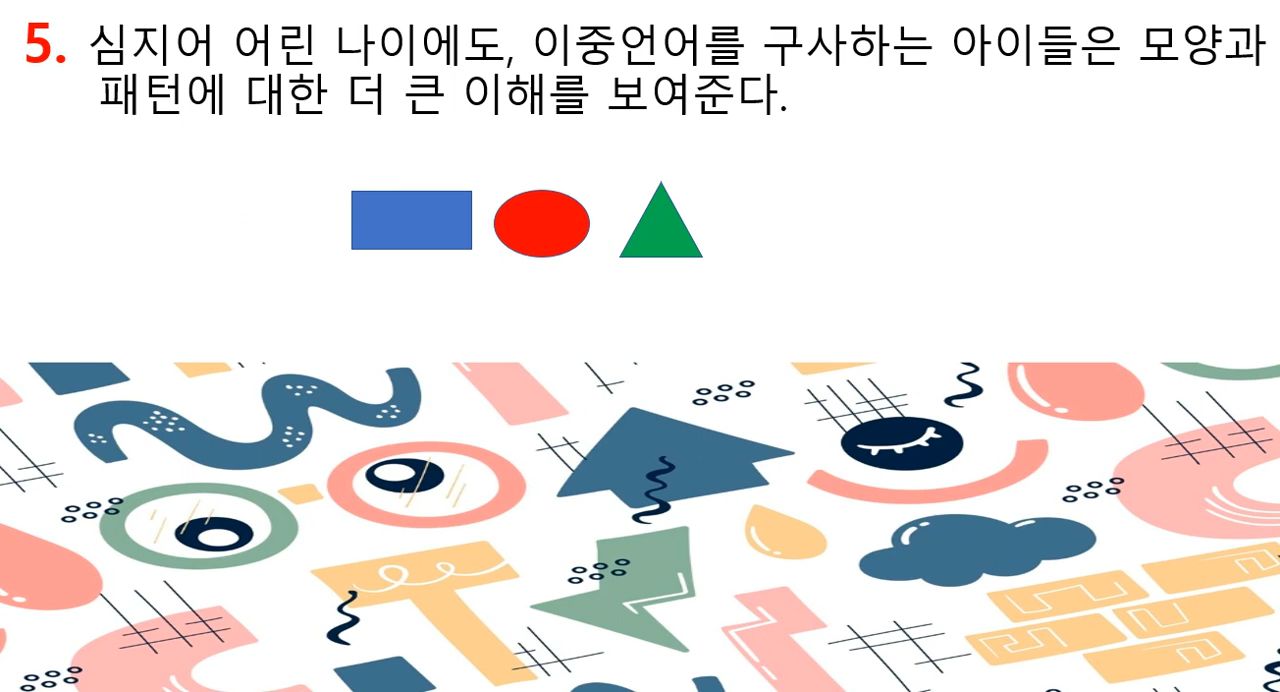 5. 심지어 어린 나이에도, 이중언어를 구사하는 아이들은 모양과
패턴에 대한 더 큰 이해를 보여준다.